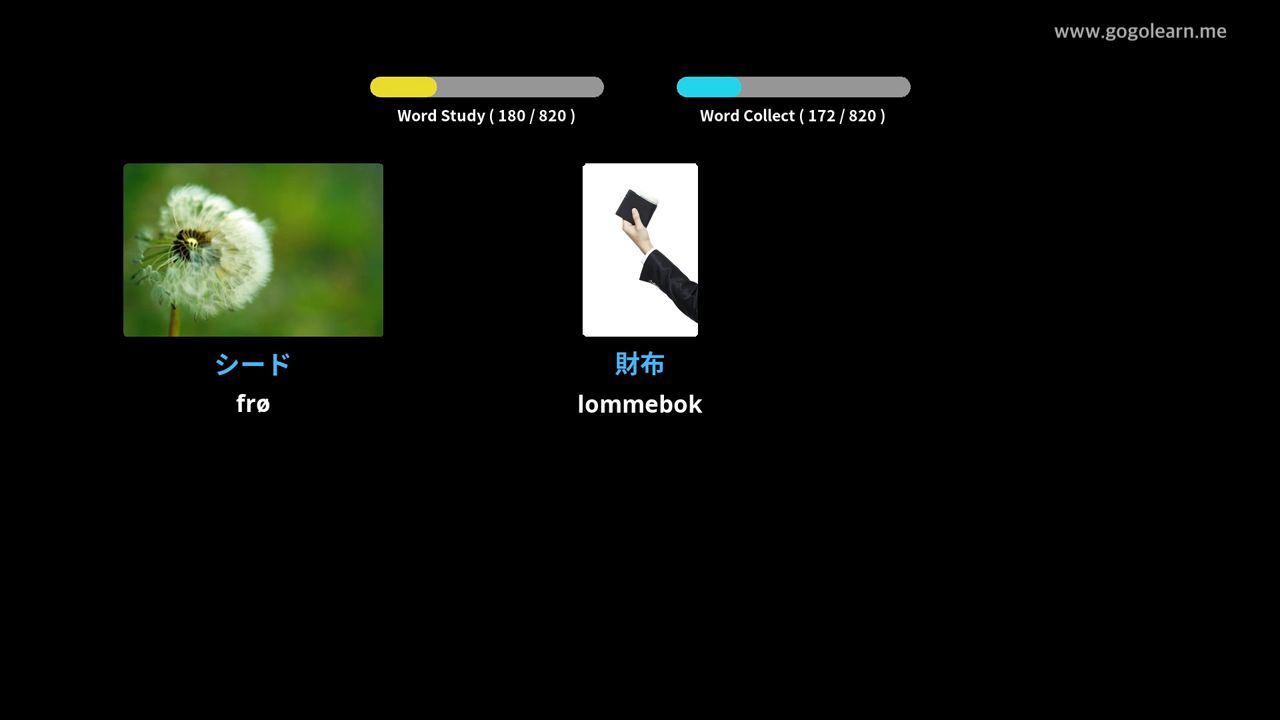 www.gogolearn.me
Word Study ( 180 / 820 )
Word Collect ( 172 / 820 )
シード
frø
財布
lommebok